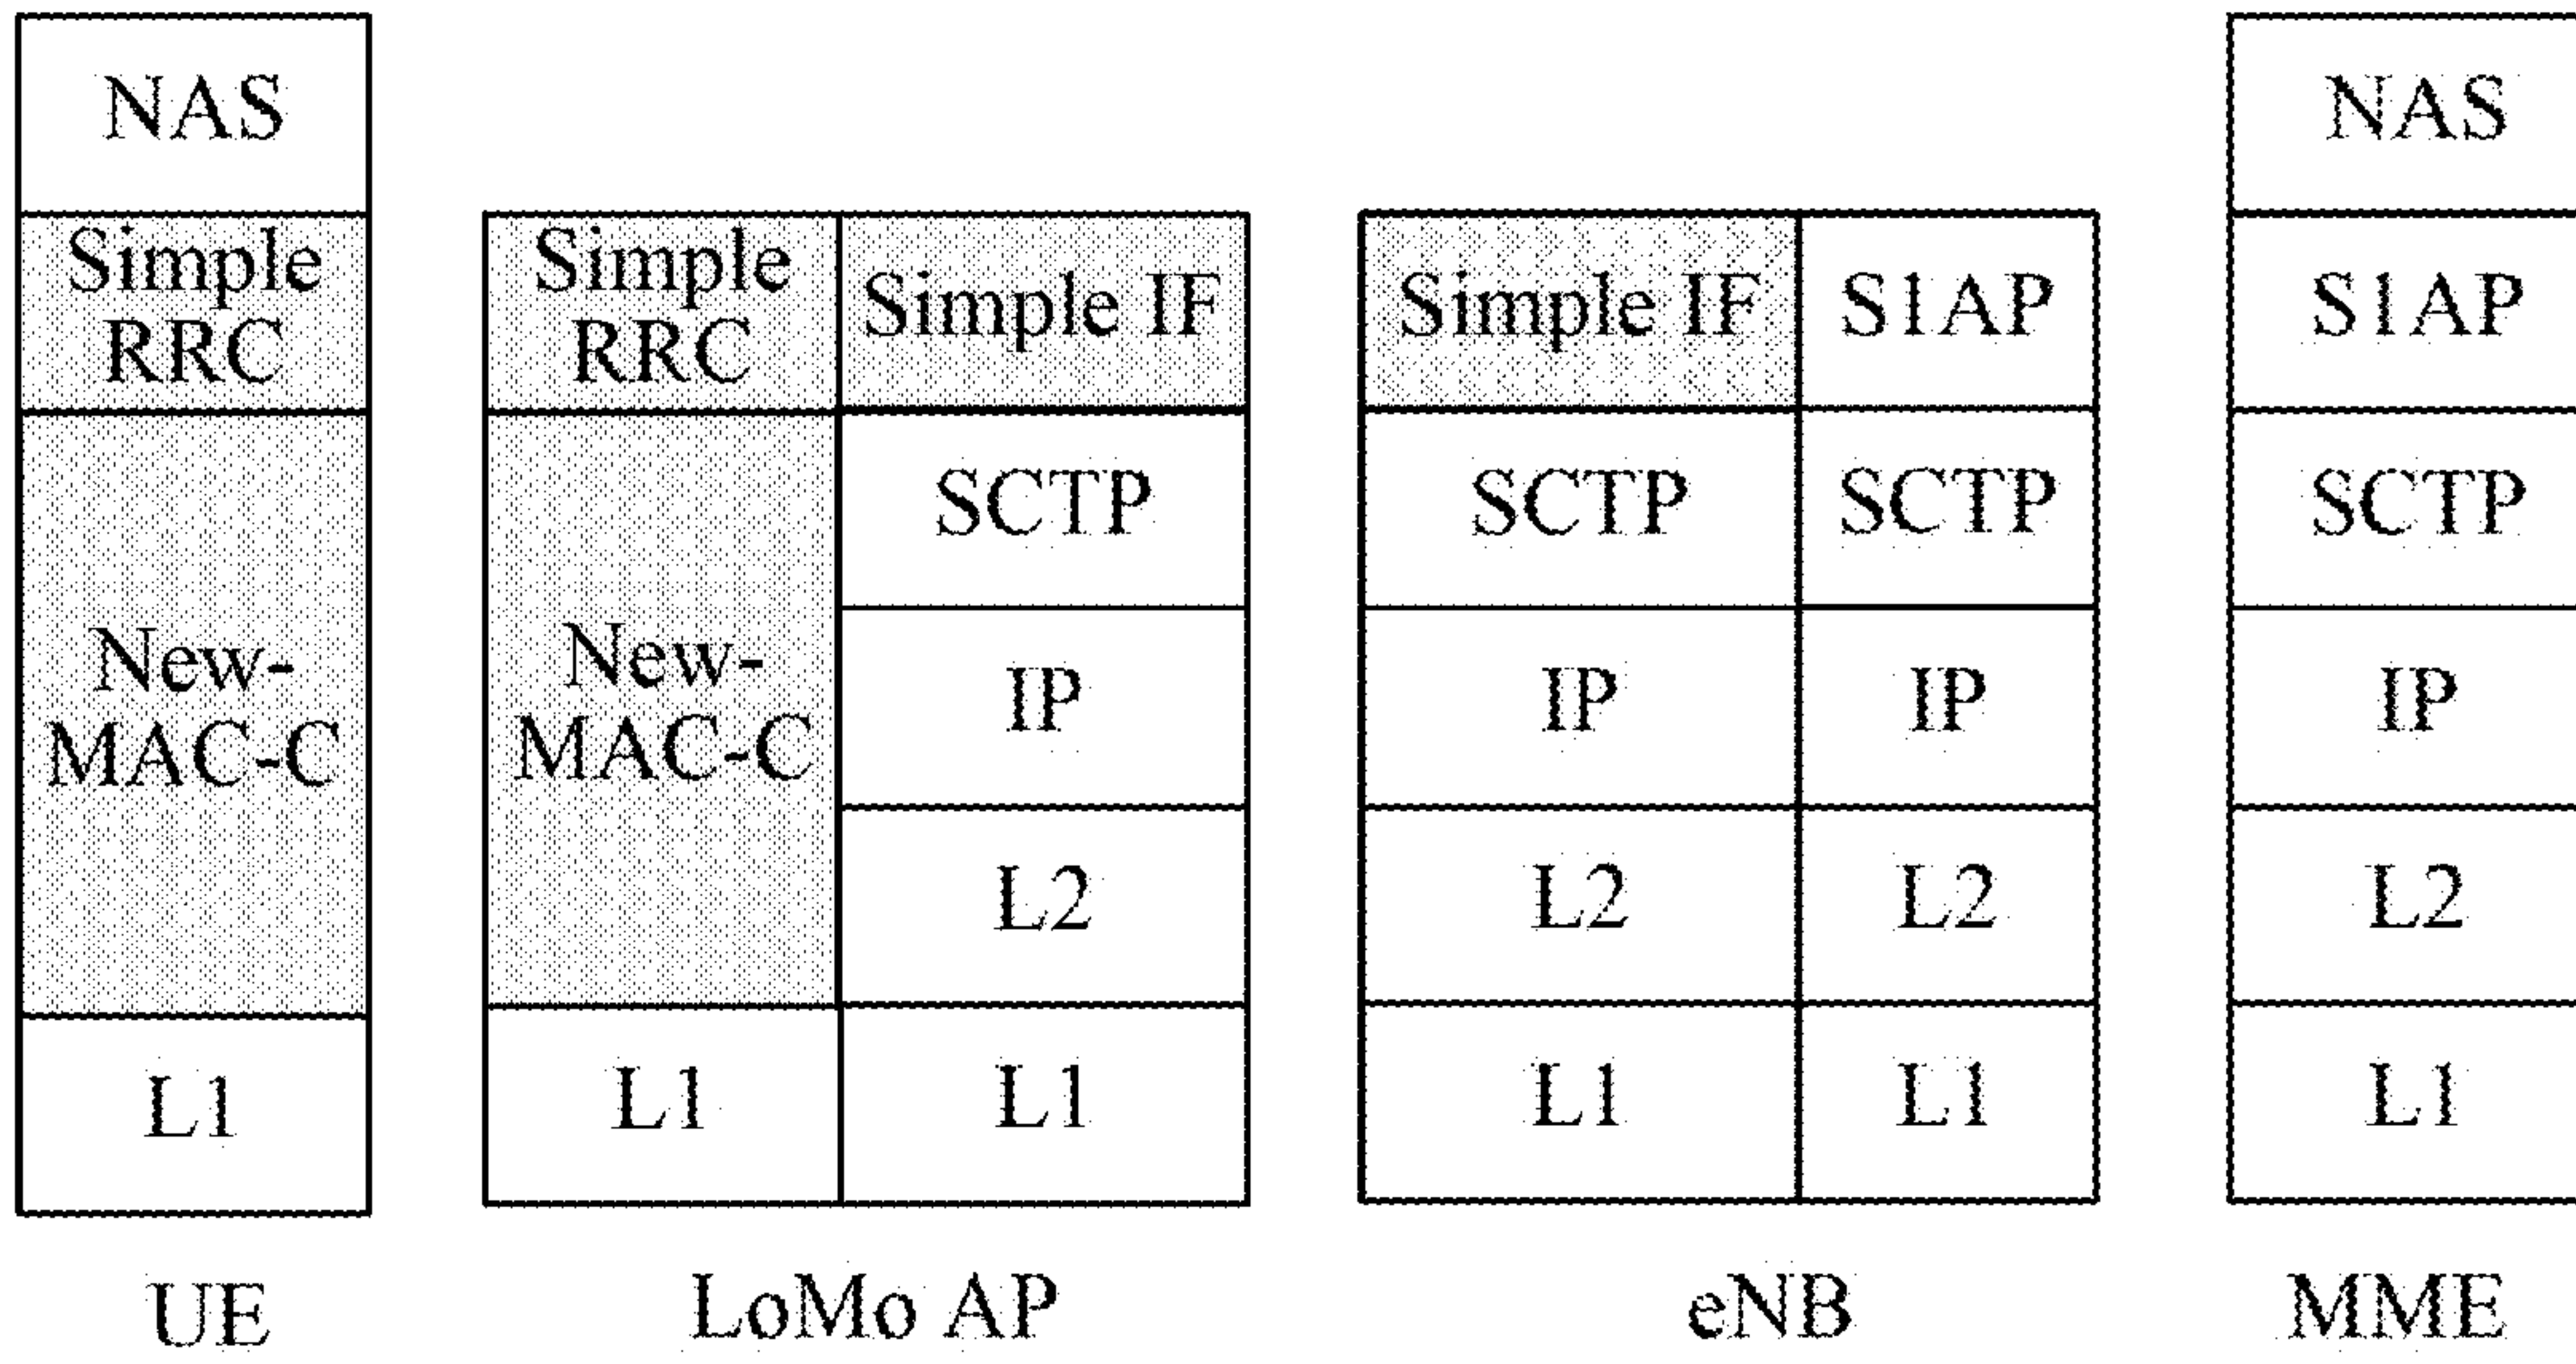 NAS
Simple
RRC
New-
MAC-C
L1
UE
Simple
RRC
New-
MAC-C
L1
Simple IF
SCTP
IP
L2
L1
LoMo AP
Simple IF
SCTP
IP
L2
L1
S1AP
SCTP
IP
L2
L1
eNB
NAS
S1AP
SCTP
IP
L2
L1
MME